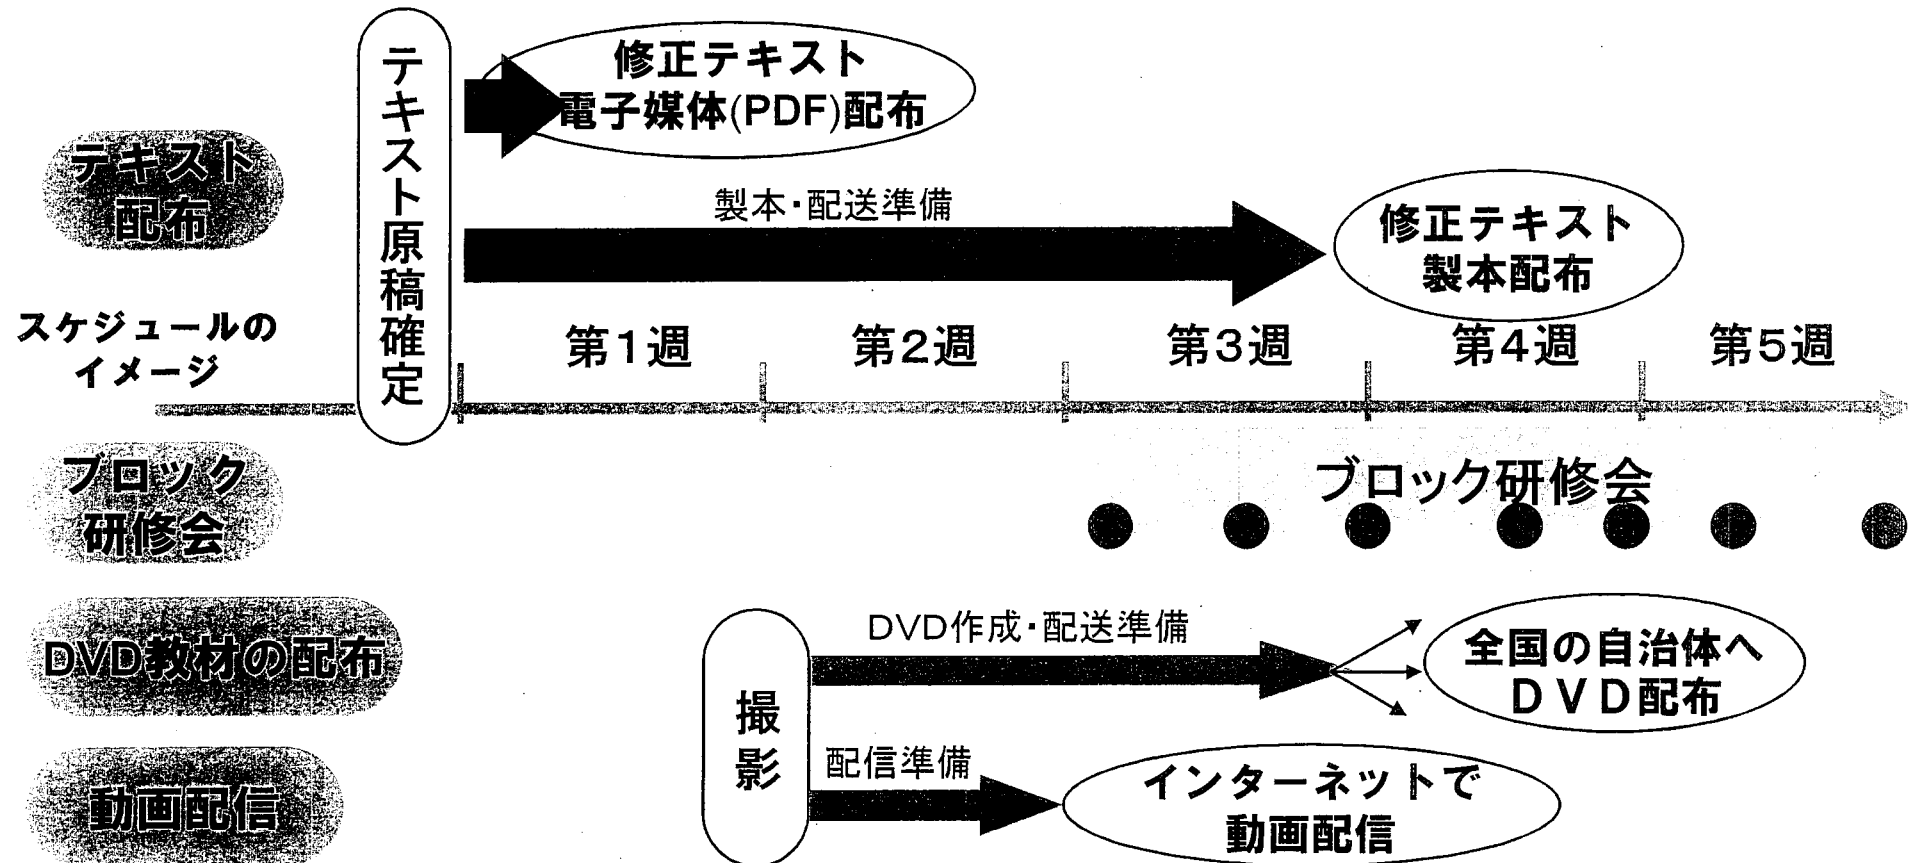 テキスト原稿確定
修正テキスト
電子媒体(PDF)配布
テキスト
配布
製本・配送準備
修正テキスト
製本配布
スケジュールの
イメージ
第1週
第2週
第3週
第4週
第5週
ブロック
研修会
ブロック研修会
DVD教材の配布
撮影
DVD作成・配送準備
全国の自治体へ
DVD配布
動画配信
配信準備
インターネットで
動画配信